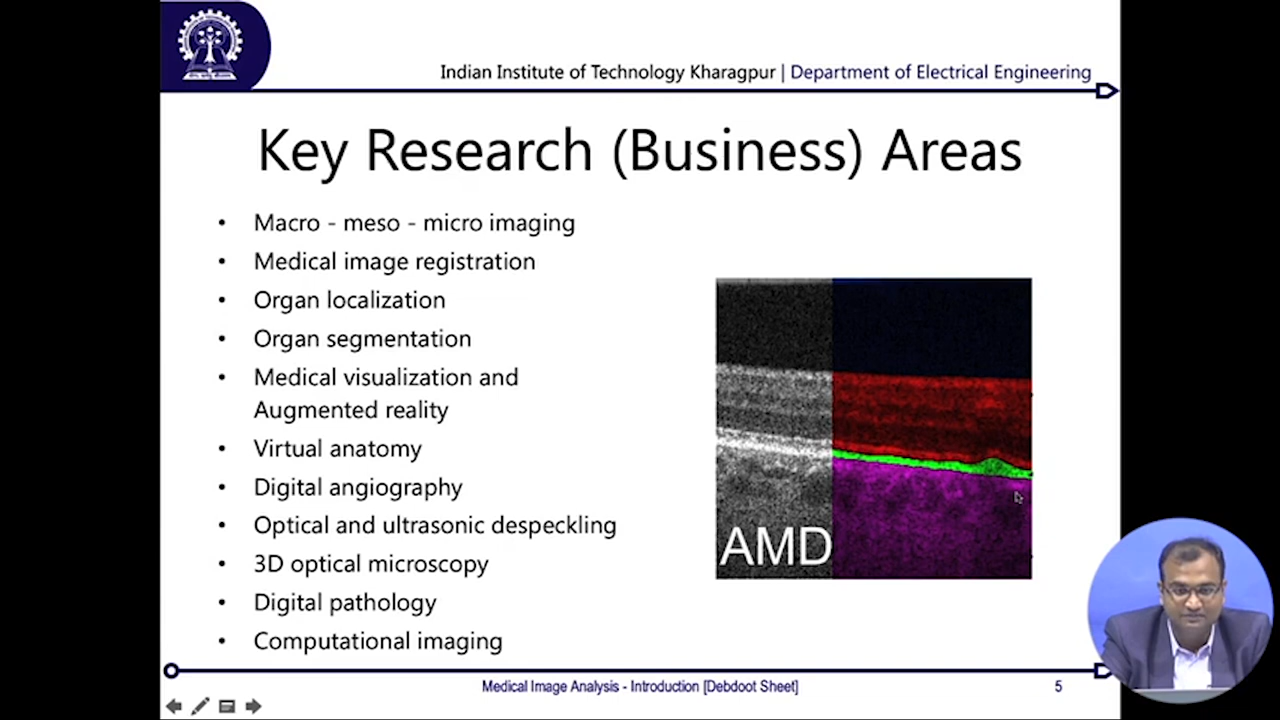 Indian Institute of Technology Kharagpur | Department of Electrical Engineering
Key Research (Business) Areas
• Macro - meso - micro imaging
• Medical image registration
• Organ localization
• Organ segmentation
• Medical visualization and
Augmented reality
• Virtual anatomy
• Digital angiography
• Optical and ultrasonic despeckling
• 3D optical microscopy
• Digital pathology
• Computational imaging
AMD
Medical Image Analysis - Introduction [Debdoot Sheet]
5